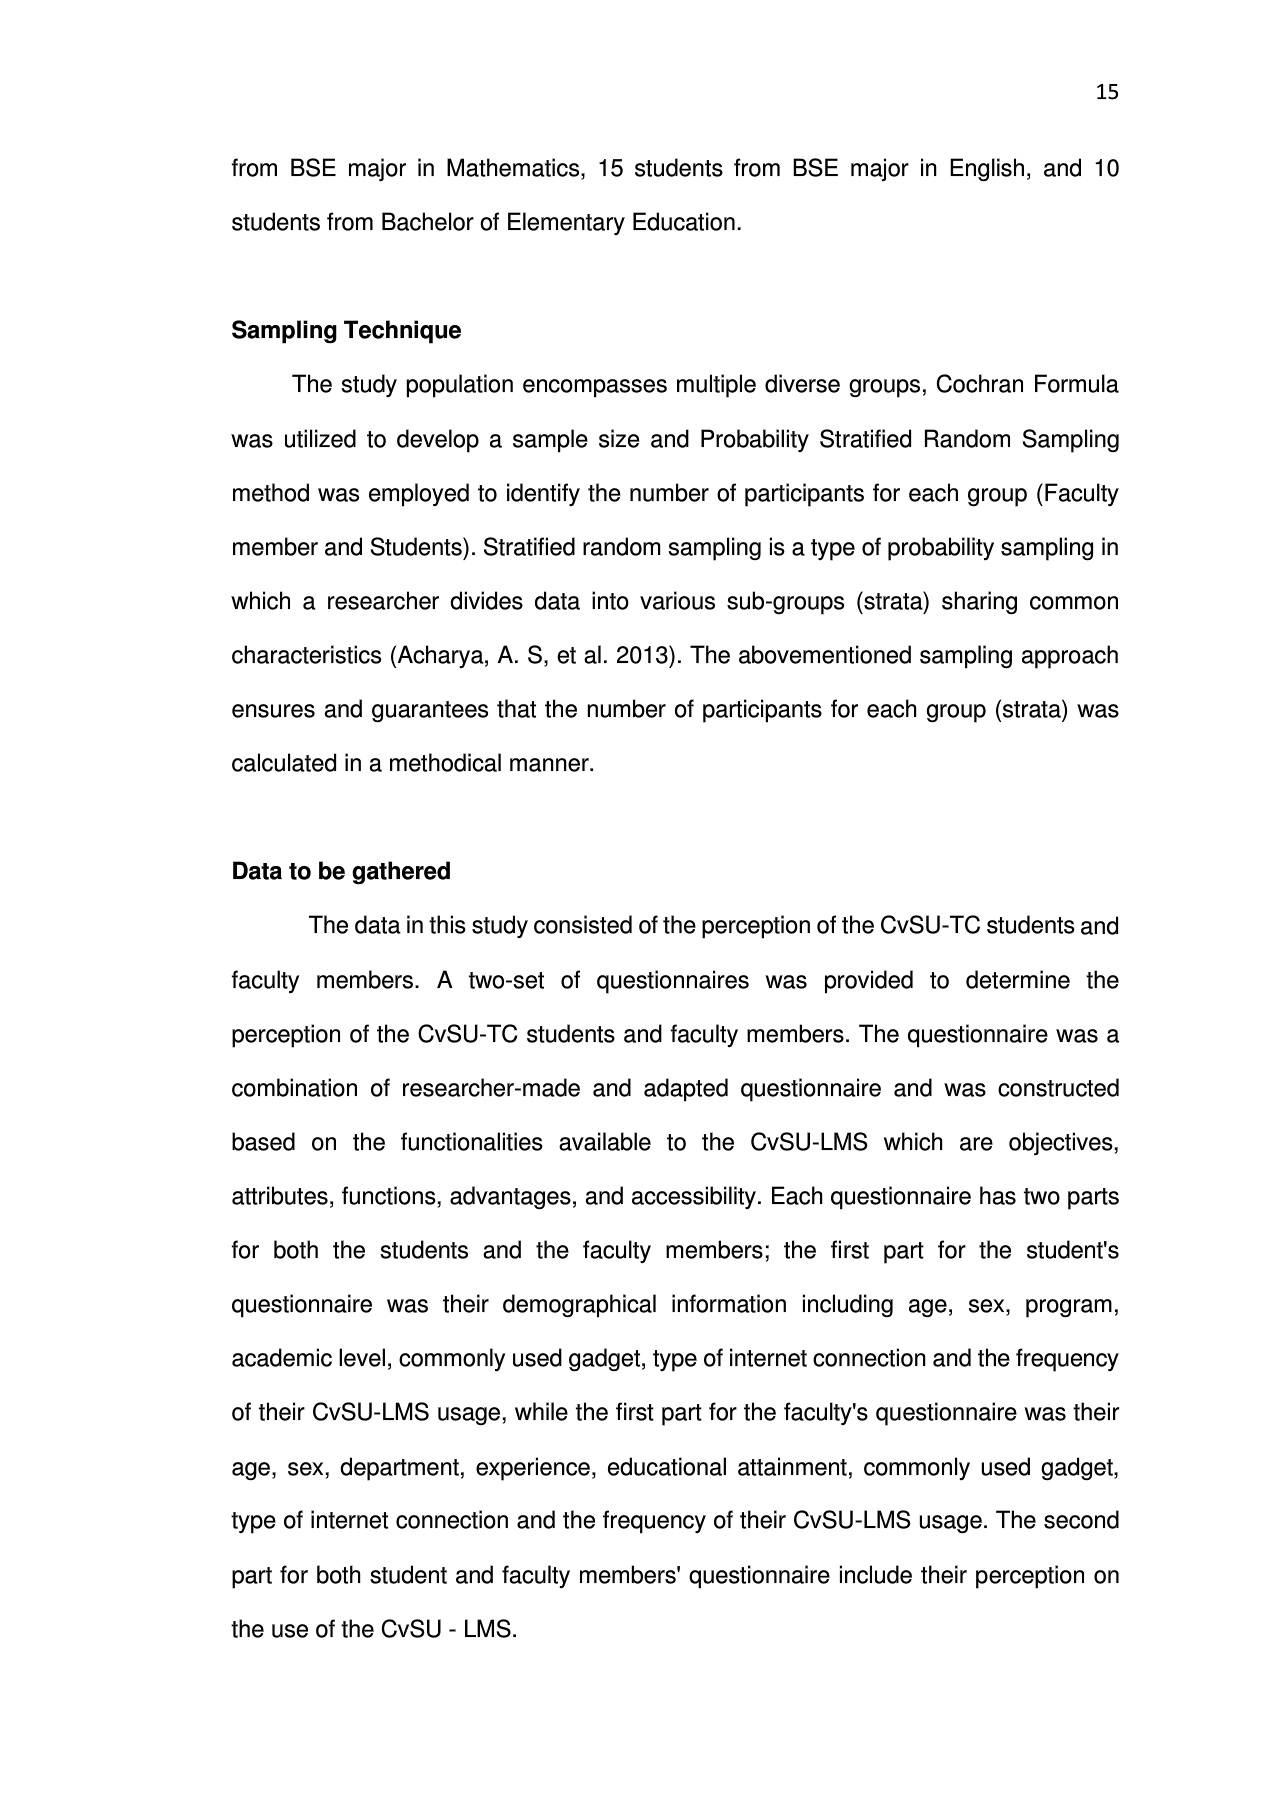 15
from BSE major in Mathematics, 15 students from BSE major in English, and 10
students from Bachelor of Elementary Education.
Sampling Technique
The study population encompasses multiple diverse groups, Cochran Formula
was utilized to develop a sample size and Probability Stratified Random Sampling
method was employed to identify the number of participants for each group (Faculty
member and Students). Stratified random sampling is a type of probability sampling in
which a researcher divides data into various sub-groups (strata) sharing common
characteristics (Acharya, A. S, et al. 2013). The abovementioned sampling approach
ensures and guarantees that the number of participants for each group (strata) was
calculated in a methodical manner.
Data to be gathered
The data in this study consisted of the perception of the CvSU-TC students and
faculty members. A two-set of questionnaires was provided to determine the
perception of the CvSU-TC students and faculty members. The questionnaire was a
combination of researcher-made and adapted questionnaire and was constructed
based on the functionalities available to the CvSU-LMS which are objectives,
attributes, functions, advantages, and accessibility. Each questionnaire has two parts
for both the students and the faculty members; the first part for the student's
questionnaire was their demographical information including age, sex, program,
academic level, commonly used gadget, type of internet connection and the frequency
of their CvSU-LMS usage, while the first part for the faculty's questionnaire was their
age, sex, department, experience, educational attainment, commonly used gadget,
type of internet connection and the frequency of their CvSU-LMS usage. The second
part for both student and faculty members' questionnaire include their perception on
the use of the CvSU - LMS.